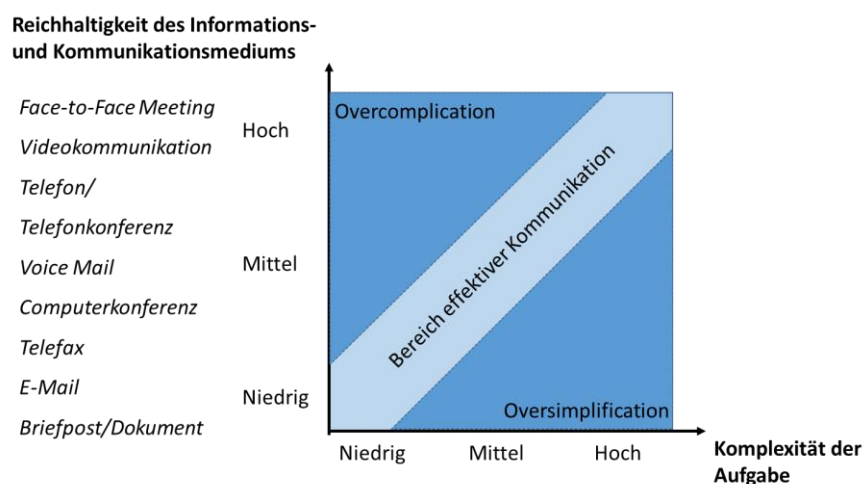 Reichhaltigkeit des Informations-
und Kommunikationsmediums
Face-to-Face Meeting
Videokommunikation
Telefon/
Telefonkonferenz
Voice Mail
Computerkonferenz
Telefax
E-Mail
Briefpost/Dokument
Hoch
Mittel
Niedrig
Overcomplication
Bereich effektiver Kommunikation
Oversimplification
Niedrig
Mittel
Hoch
Komplexität der
Aufgabe